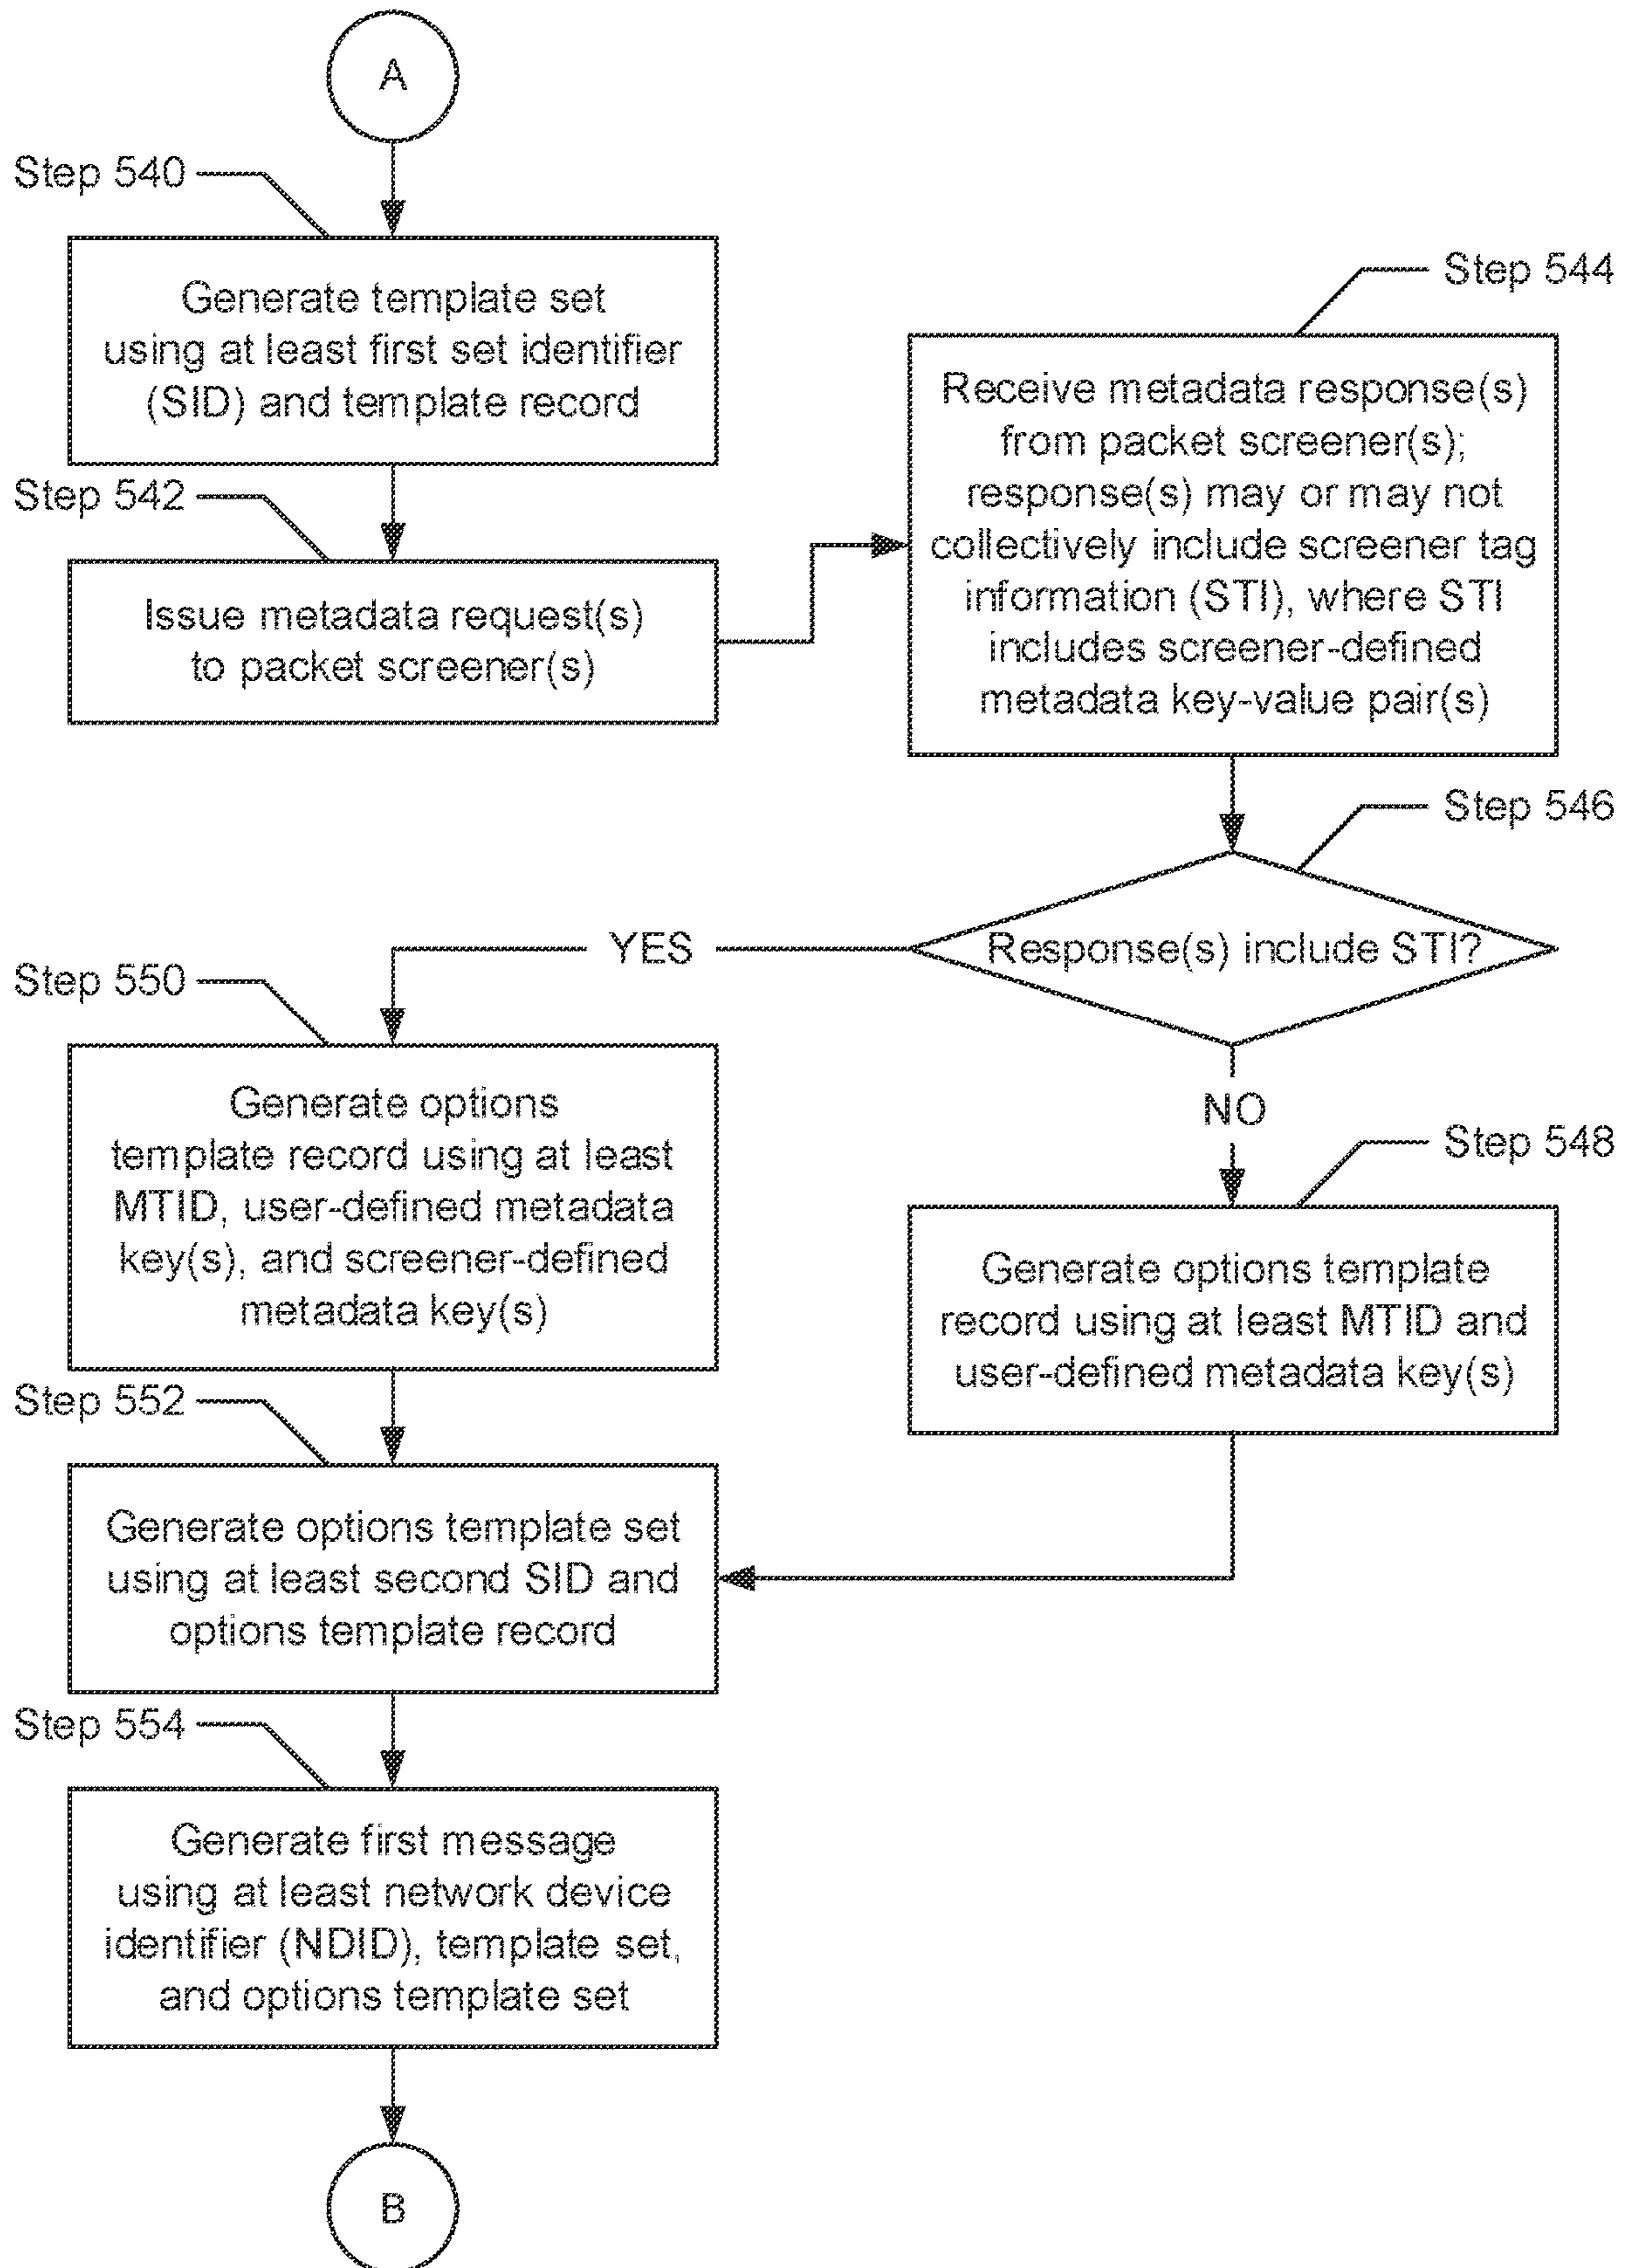 A
Step 540
Generate template set
using at least first set identifier
(SID) and template record
Step 542
Issue metadata request(s)
to packet screener(s)
Step 544
Receive metadata response(s)
from packet screener(s);
response(s) may or may not
collectively include screener tag
information (STI), where STI
includes screener-defined
metadata key-value pair(s)
Step 546
Response(s) include STI?
YES
NO
Step 548
Generate options template
record using at least MTID and
user-defined metadata key(s)
Step 550
Generate options
template record using at least
MTID, user-defined metadata
key(s), and screener-defined
metadata key(s)
Step 552
Generate options template set
using at least second SID and
options template record
Step 554
Generate first message
using at least network device
identifier (NDID), template set,
and options template set
B